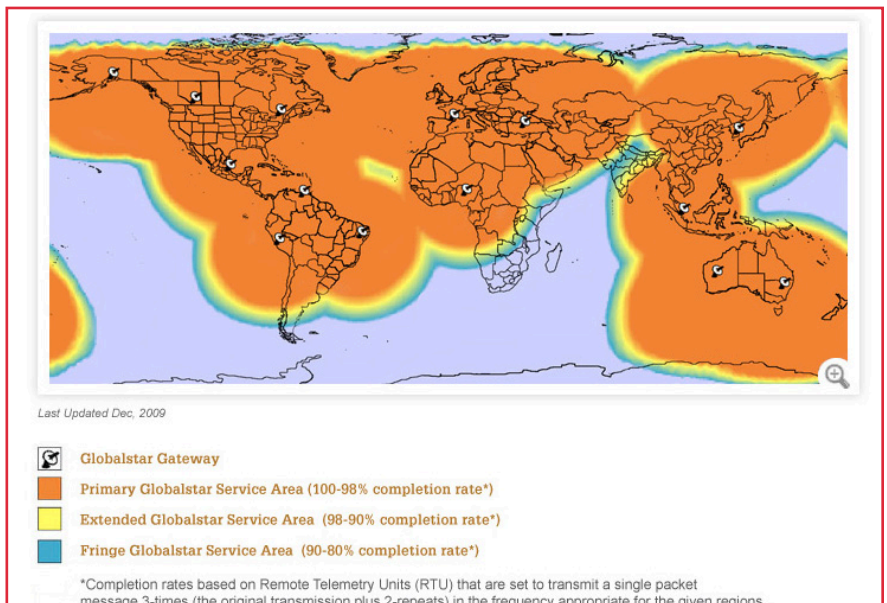 Last Updated Dec, 2009
Globalstar Gateway
Primary Globalstar Service Area (100-98% completion rate*)
Extended Globalstar Service Area (98-90% completion rate*)
Fringe Globalstar Service Area (90-80% completion rate*)
*Completion rates based on Remote Telemetry Units (RTU) that are set to transmit a single packet
message 3-times (the original transmission plus 2-repeats) in the frequency appropriate for the given regions